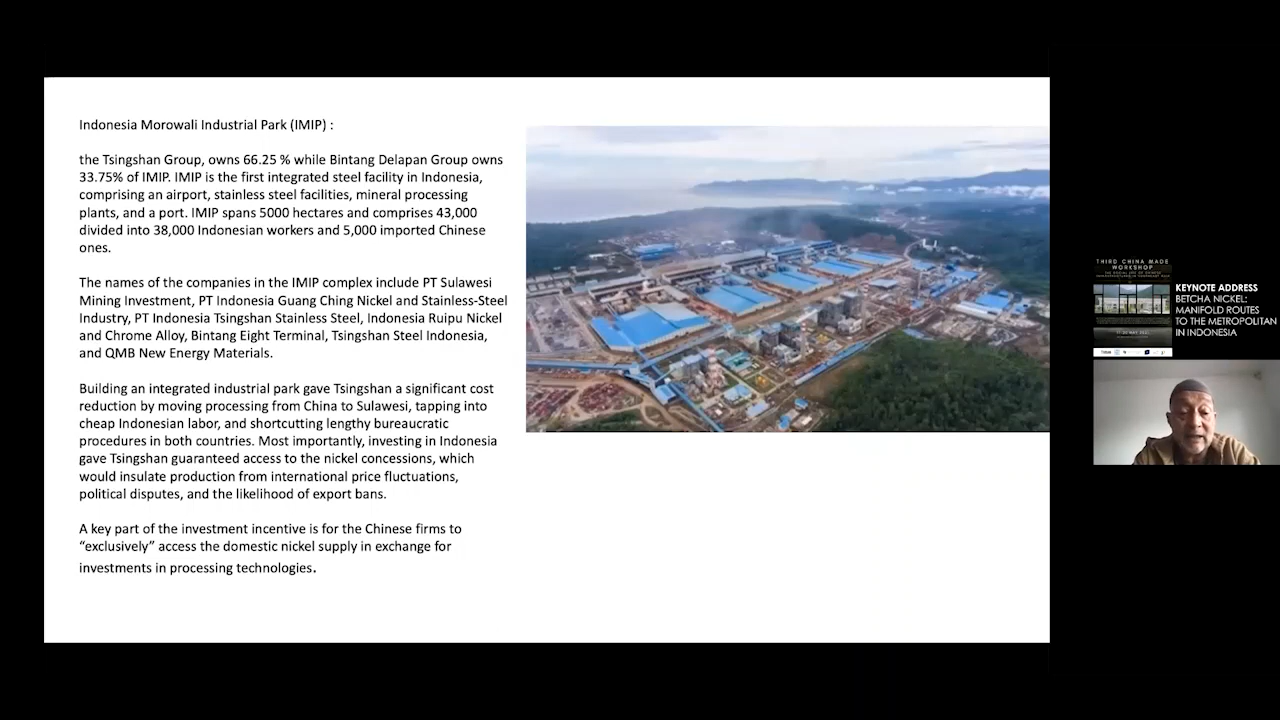 Indonesia Morowali Industrial Park (IMIP) :
the Tsingshan Group, owns 66.25 % while Bintang Delapan Group owns
33.75% of IMIP. IMIP is the first integrated steel facility in Indonesia,
comprising an airport, stainless steel facilities, mineral processing
plants, and a port. IMIP spans 5000 hectares and comprises 43,000
divided into 38,000 Indonesian workers and 5,000 imported Chinese
ones.
The names of the companies in the IMIP complex include PT Sulawesi
Mining Investment, PT Indonesia Guang Ching Nickel and Stainless-Steel
Industry, PT Indonesia Tsingshan Stainless Steel, Indonesia Ruipu Nickel
and Chrome Alloy, Bintang Eight Terminal, Tsingshan Steel Indonesia,
and QMB New Energy Materials.
Building an integrated industrial park gave Tsingshan a significant cost
reduction by moving processing from China to Sulawesi, tapping into
cheap Indonesian labor, and shortcutting lengthy bureaucratic
procedures in both countries. Most importantly, investing in Indonesia
gave Tsingshan guaranteed access to the nickel concessions, which
would insulate production from international price fluctuations,
political disputes, and the likelihood of export bans.
A key part of the investment incentive is for the Chinese firms to
“exclusively” access the domestic nickel supply in exchange for
investments in processing technologies.
THIRD CHINA MADE
WORKSHOP
KEYNOTE ADDRESS
BETCHA NICKEL:
MANIFOLD ROUTES
TO THE METROPOLITAN
IN INDONESIA